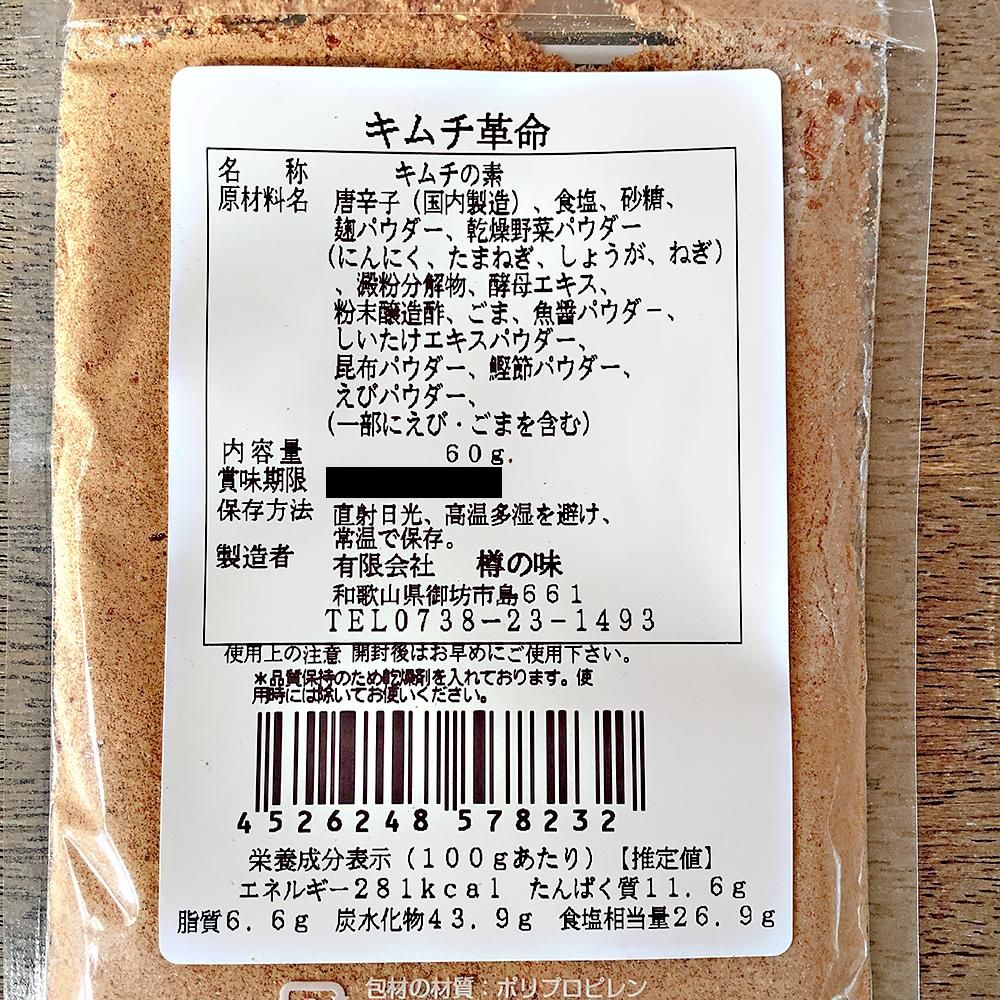 キムチ革命
名　　称　　キムチの素
原材料名　唐辛子（国内製造）、食塩、砂糖、
麹パウダー、乾燥野菜パウダー
（にんにく、たまねぎ、しょうが、ねぎ）
、澱粉分解物、酵母エキス、
粉末醸造酢、ごま、魚醤パウダー、
しいたけエキスパウダー、
昆布パウダー、鰹節パウダー、
えびパウダー、
（一部にえび・ごまを含む）
内容量　　６０ｇ.
賞味期限
保存方法　直射日光、高温多湿を避け、
常温で保存。
製造者　有限会社　樽の味
和歌山県御坊市島６６１
ＴＥＬ０７３８－２３－１４９３
使用上の注意 開封後はお早めにご使用下さい。
＊品質保持のため乾燥剤を入れております。使
用時には除いてお使いください。
4526248578232
栄養成分表示（１００ｇあたり）【推定値】
エネルギー２８１ｋｃａｌ　たんぱく質１１．６ｇ
脂質６．６ｇ　炭水化物４３．９ｇ　食塩相当量２６．９ｇ
包材の材質：ポリプロピレン